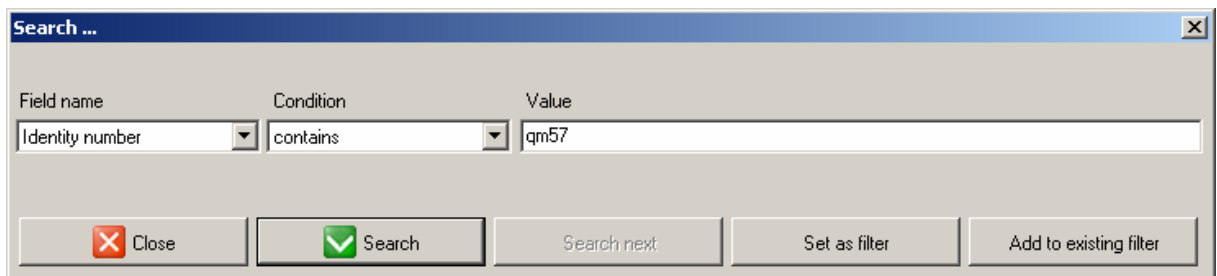 Search ...
Field name Condition Value
Identity number contains qm57
Close Search Search next Set as filter Add to existing filter